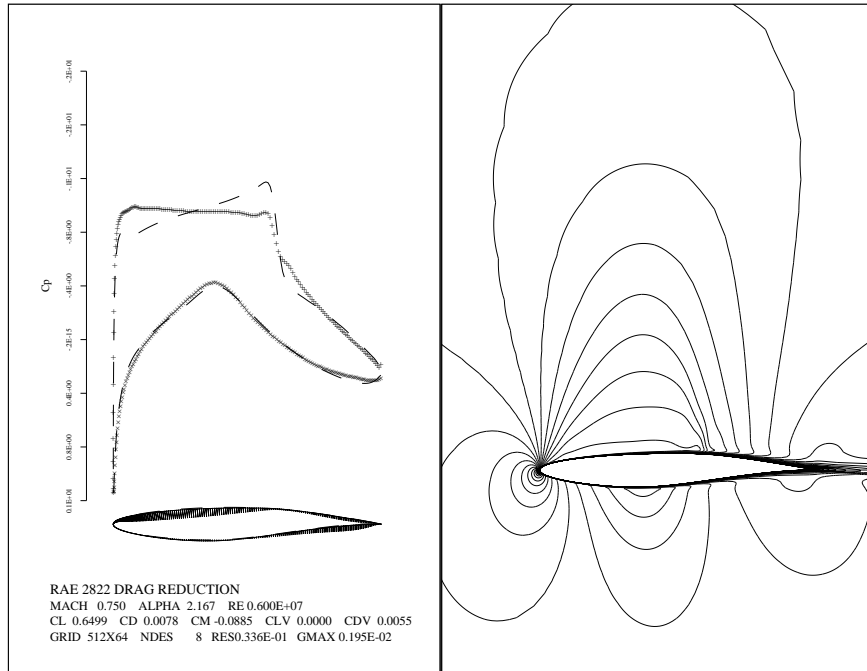 -.2E+01
-.2E+01
-.1E+01
-.8E+00
-.4E+00
-.2E-15
0.4E+00
0.8E+00
0.1E+01
Cp
RAE 2822 DRAG REDUCTION
MACH 0.750 ALPHA 2.167 RE 0.600E+07
CL 0.6499 CD 0.0078 CM -0.0885 CLV 0.0000 CDV 0.0055
GRID 512X64 NDES 8 RES0.336E-01 GMAX 0.195E-02